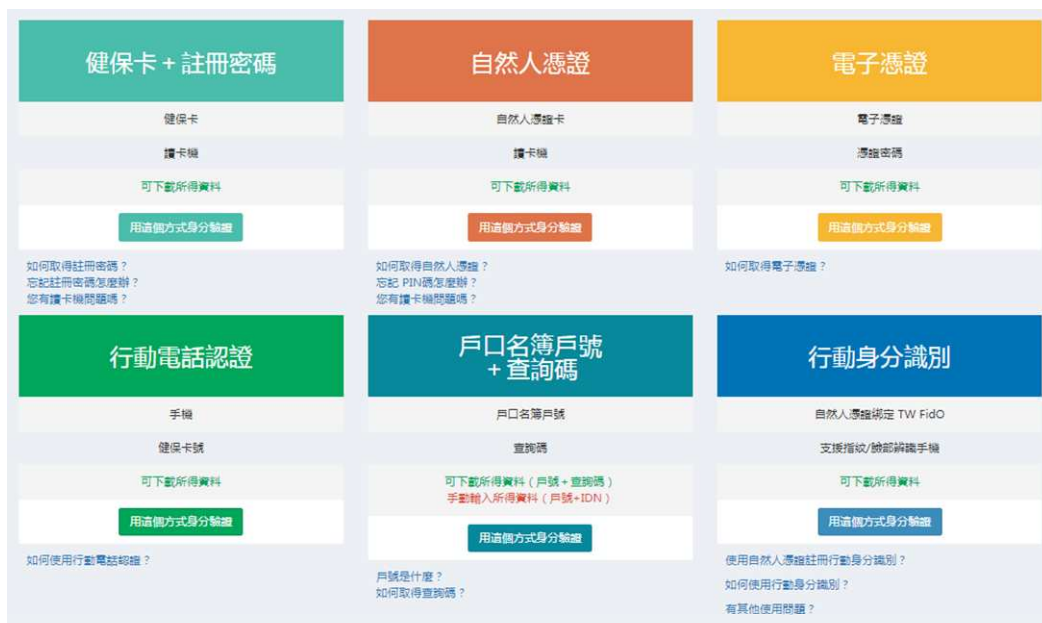 健保卡 + 註冊密碼
健保卡
讀卡機
可下載所得資料
用這個方式身分驗證
如何取得註冊密碼？
忘記註冊密碼怎麼辦？
您有讀卡機問題嗎？
自然人憑證
自然人憑證卡
讀卡機
可下載所得資料
用這個方式身分驗證
如何取得自然人憑證？
忘記 PIN碼怎麼辦？
您有讀卡機問題嗎？
電子憑證
電子憑證
憑證密碼
可下載所得資料
用這個方式身分驗證
如何取得電子憑證？
行動電話認證
手機
健保卡號
可下載所得資料
用這個方式身分驗證
如何使用行動電話認證？
戶口名簿戶號
+ 查詢碼
戶口名簿戶號
查詢碼
可下載所得資料（戶號 + 查詢碼）
手動輸入所得資料（戶號+IDN）
用這個方式身分驗證
戶號是什麼？
如何取得查詢碼？
行動身分識別
自然人憑證綁定 TW FidO
支援指紋/臉部辨識手機
可下載所得資料
用這個方式身分驗證
使用自然人憑證註冊行動身分識別？
如何使用行動身分識別？
有其他使用問題？